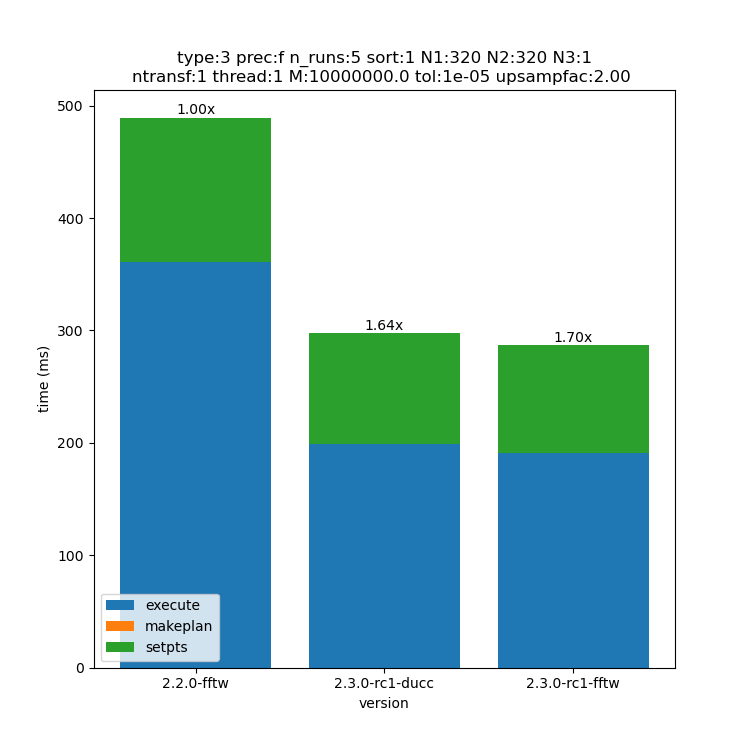 type:3 prec:f n_runs:5 sort:1 N1:320 N2:320 N3:1
ntransf:1 thread:1 M:10000000.0 tol:1e-05 upsampfac:2.00
500
400
300
200
100
0
time (ms)
1.00x
1.64x
1.70x
execute
makeplan
setpts
2.2.0-fftw
2.3.0-rc1-ducc
2.3.0-rc1-fftw
version